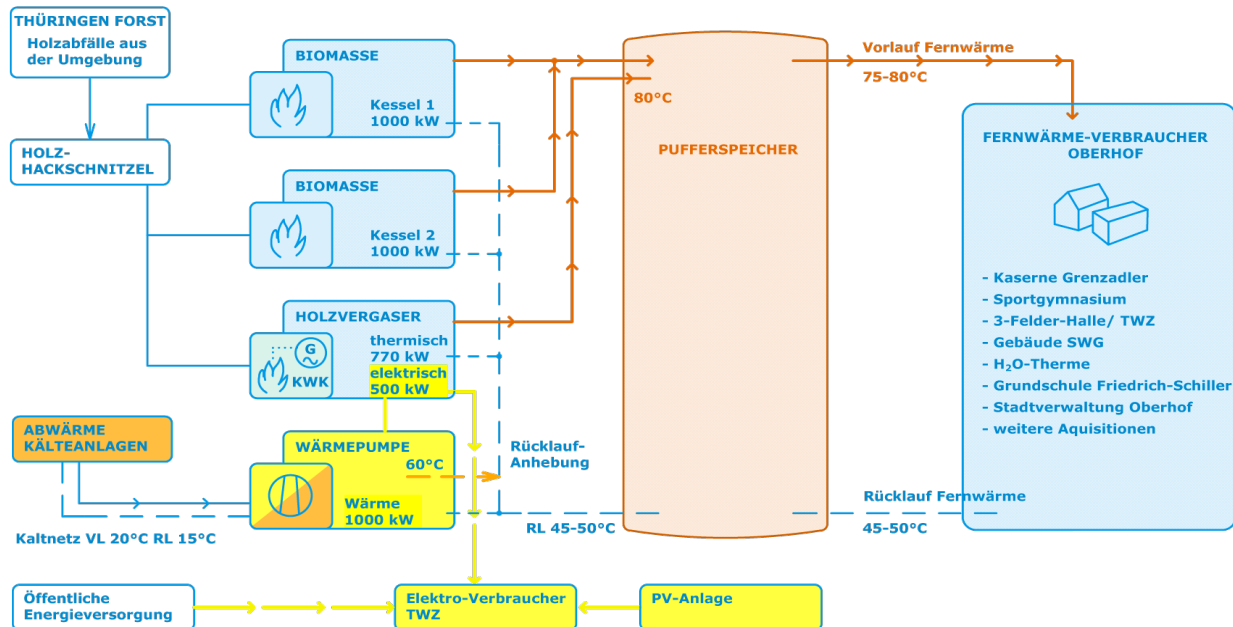 THÜRINGEN FORST
Holzabfälle aus
der Umgebung
HOLZ-
HACKSCHNITZEL
BIOMASSE
Kessel 1
1000 kW
BIOMASSE
Kessel 2
1000 kW
HOLZVERGASER
thermisch
770 kW
elektrisch
500 kW
G
KWK
ABWÄRME
KÄLTEANLAGEN
WÄRMEPUMPE
60°C
Wärme
1000 kW
Rücklauf-
Anhebung
Kaltnetz VL 20°C RL 15°C
RL 45-50°C
80°C
PUFFERSPEICHER
Vorlauf Fernwärme
75-80°C
FERNWÄRME-VERBRAUCHER
OBERHOF
- Kaserne Grenzadler
- Sportgymnasium
- 3-Felder-Halle/ TWZ
- Gebäude SWG
- H₂O-Therme
- Grundschule Friedrich-Schiller
- Stadtverwaltung Oberhof
- weitere Aquisitionen
Rücklauf Fernwärme
45-50°C
Öffentliche
Energieversorgung
Elektro-Verbraucher
TWZ
PV-Anlage